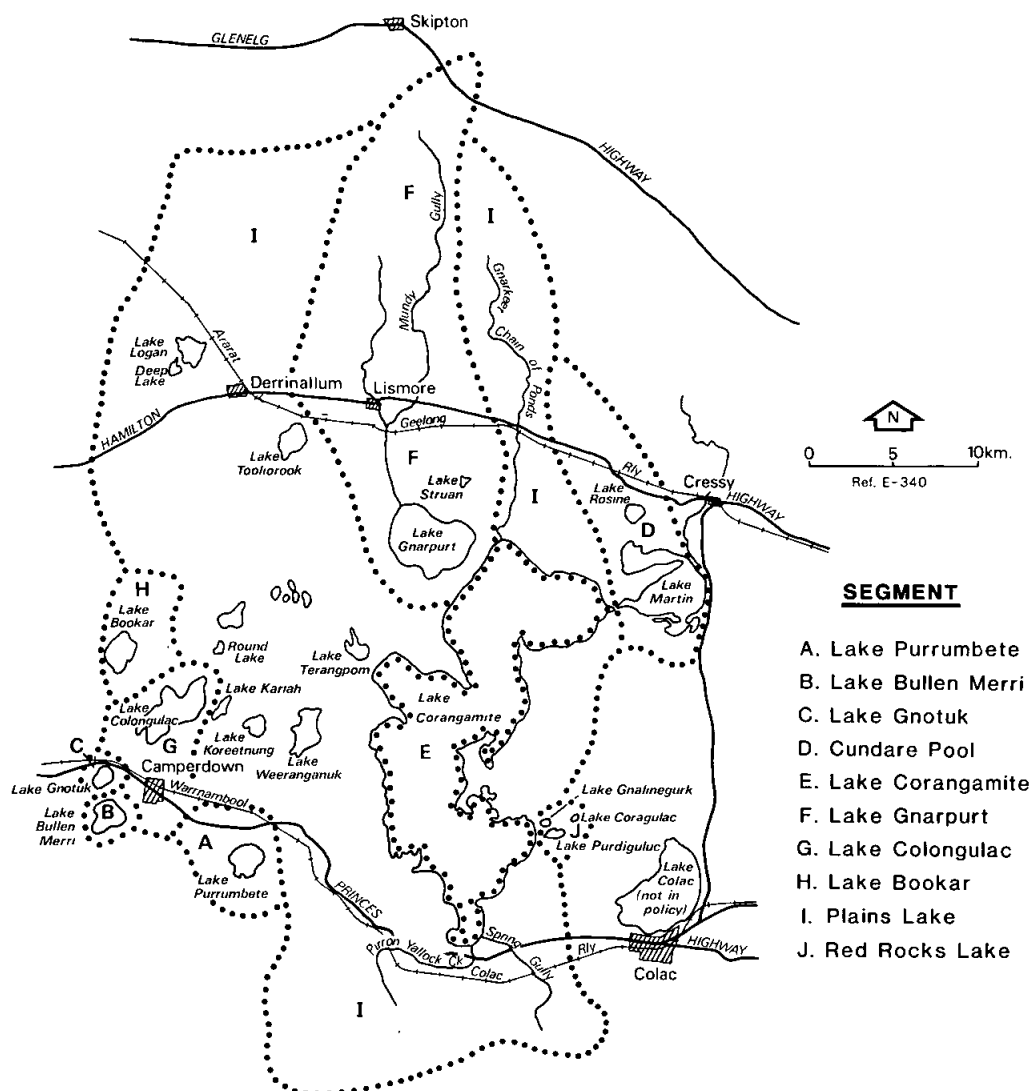 Skipton
GLENELG
HIGHWAY
F
I
I
Mundy
Gully
Gnarkeet
Chain of
Ponds
Lake
Logan
Deep
Lake
Ararat
Derrinallum
Lismore
HAMILTON
Geelong
Lake
Tooliorook
F
Lake
Struan
I
Lake
Gnarput
Rly
Cressy
HIGHWAY
Lake
Rosine
D
Lake
Martin
N
0 5 10km.
Ref. E-340
H
Lake
Bookar
Round
Lake
Lake
Terangpom
Lake Kariah
Lake
Colongulac
G
Lake
Koreetnung
Lake
Weeranganuk
Lake
Corangamite
E
C
Camperdown
Lake Gnotuk
B
Lake
Bullen
Merri
Warrnambool
A
Lake
Purrumbete
PRINCES
Lake Gnalinegurk
J
Lake Coragulac
Lake Purdiguluc
Lake
Colac
(not in
policy)
Pirron Yallock Ck
Spring
Gully
Colac
Rly
HIGHWAY
Colac
I
SEGMENT
A. Lake Purrumbete
B. Lake Bullen Merri
C. Lake Gnotuk
D. Cundare Pool
E. Lake Corangamite
F. Lake Gnarpurt
G. Lake Colongulac
H. Lake Bookar
I. Plains Lake
J. Red Rocks Lake